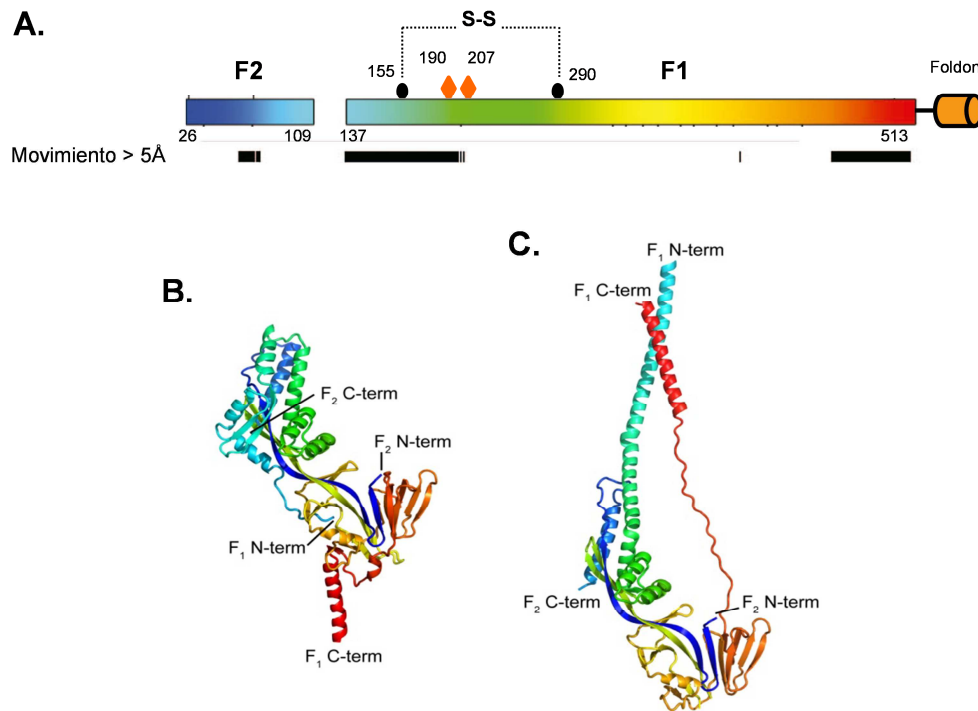 A.
S-S
F2
155
190
207
290
F1
Foldon
26
109
137
513
Movimiento > 5Å
B.
F2 C-term
F2 N-term
F1 N-term
F1 C-term
C.
F1 N-term
F1 C-term
F2 C-term
F2 N-term